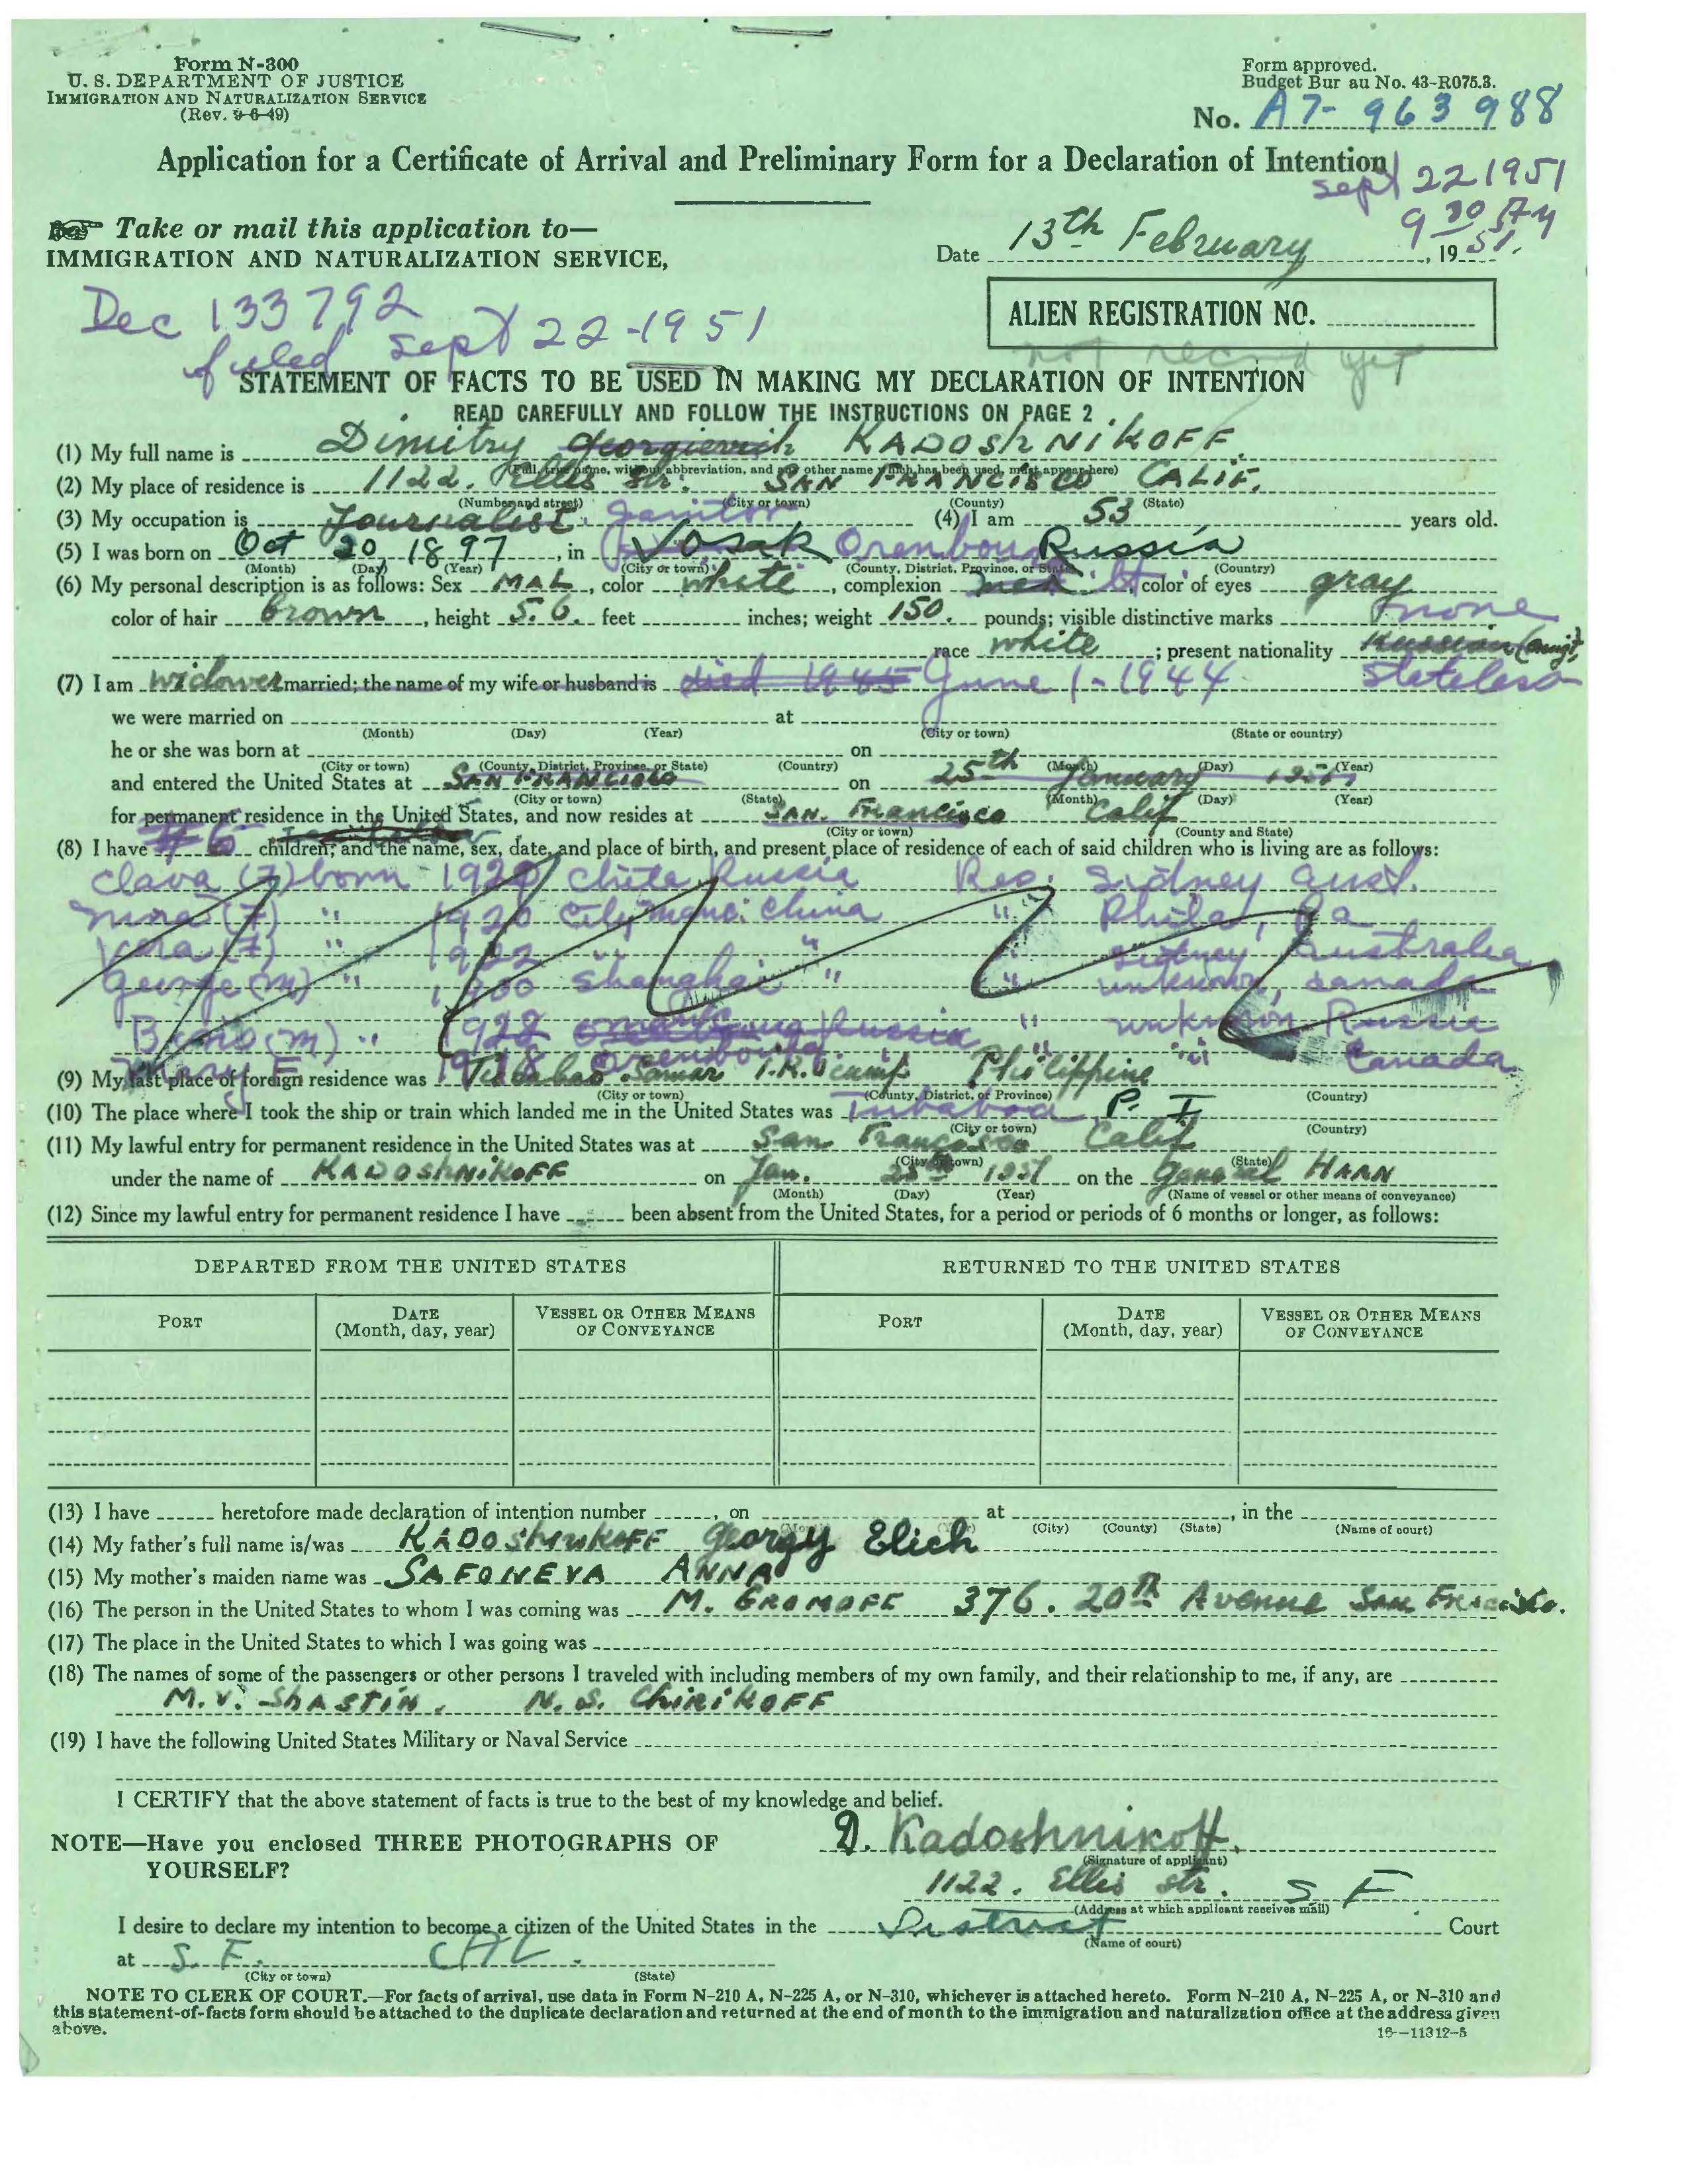 Form N-300
U. S. DEPARTMENT OF JUSTICE
IMMIGRATION AND NATURALIZATION SERVICE
(Rev. 9-6-49)
Form approved.
Budget Bur au No. 43-R075.3.
No. A7-963988
Application for a Certificate of Arrival and Preliminary Form for a Declaration of Intention
Sept 22 1951
9 30 AM
Take or mail this application to—
IMMIGRATION AND NATURALIZATION SERVICE,
Date 13th February, 1951.
Dec 133792
filed Sept 22-1951
ALIEN REGISTRATION NO.
not record yet
STATEMENT OF FACTS TO BE USED IN MAKING MY DECLARATION OF INTENTION
READ CAREFULLY AND FOLLOW THE INSTRUCTIONS ON PAGE 2
(1) My full name is Dimitry Georgievich KADOShNiKOFF
(Full, true name, without abbreviation, and any other name which has been used, must appear here)
(2) My place of residence is 1122. Ellis Str. SAN FRANCISCO CALIF.
(Number and street) (City or town) (County) (State)
(3) My occupation is Journalist. Janitor (4) I am 53 years old.
(5) I was born on Oct 20 1897, in Orenbourg Russia
(Month) (Day) (Year) (City or town) (County, District, Province, or State) (Country)
(6) My personal description is as follows: Sex MAL, color white, complexion med, color of eyes gray
color of hair brown, height 5.6. feet inches; weight 150. pounds; visible distinctive marks none
race white; present nationality Russian (Emigt,
Stateless
(7) I am widower married; the name of my wife or husband is died 1945 June 1-1944
we were married on at
(Month) (Day) (Year) (City or town) (State or country)
he or she was born at on
(City or town) (County, District, Province, or State) (Country) (Month) (Day) (Year)
and entered the United States at SAN FRANCISCO on 25th January 1951
(City or town) (State) (Month) (Day) (Year)
for permanent residence in the United States, and now resides at SAN. Francisco Calif
(City or town) (County and State)
(8) I have 6 children; and the name, sex, date, and place of birth, and present place of residence of each of said children who is living are as follows:
Clava (F) born 1920 Chita Russia Res. Sidney Aust.
(F) " 1920 China " Phila, Pa
Vera (F) " 1922 " " Sidney Australia
George (m) " Shanghai " " unknown, Canada
(m) " 1922 Russia " unknown Russia
Mary F 1918 Orenbourg " " Canada
(9) My last place of foreign residence was Tubabao Samar I.R.O camp Philippine
(City or town) (County, District, or Province) (Country)
(10) The place where I took the ship or train which landed me in the United States was Tubabao P. I
(City or town) (Country)
(11) My lawful entry for permanent residence in the United States was at San Francisco Calif
(City or town) (State)
under the name of KADOShNiKOFF on Jan. 25th 1951 on the General HAAN
(Month) (Day) (Year) (Name of vessel or other means of conveyance)
(12) Since my lawful entry for permanent residence I have been absent from the United States, for a period or periods of 6 months or longer, as follows:
DEPARTED FROM THE UNITED STATES RETURNED TO THE UNITED STATES
PORT DATE (Month, day, year) VESSEL OR OTHER MEANS OF CONVEYANCE PORT DATE (Month, day, year) VESSEL OR OTHER MEANS OF CONVEYANCE
(13) I have heretofore made declaration of intention number, on at, in the
(City) (County) (State) (Name of court)
(14) My father's full name is/was KADOShNiKOFF Georgy Elich
(15) My mother's maiden name was SAFONEVA ANNA
(16) The person in the United States to whom I was coming was M. GROMOFF 376. 20th Avenue San Francisco.
(17) The place in the United States to which I was going was
(18) The names of some of the passengers or other persons I traveled with including members of my own family, and their relationship to me, if any, are
M. V. ShASTiN, N. S. ChiRiKOFF
(19) I have the following United States Military or Naval Service
I CERTIFY that the above statement of facts is true to the best of my knowledge and belief.
NOTE—Have you enclosed THREE PHOTOGRAPHS OF
YOURSELF?
D. Kadoshnikoff.
(Signature of applicant)
1122. Ellis str. S F
(Address at which applicant receives mail)
I desire to declare my intention to become a citizen of the United States in the District Court
(Name of court)
at S. F. CAL.
(City or town) (State)
NOTE TO CLERK OF COURT.—For facts of arrival, use data in Form N-210 A, N-225 A, or N-310, whichever is attached hereto. Form N-210 A, N-225 A, or N-310 and
this statement-of-facts form should be attached to the duplicate declaration and returned at the end of month to the immigration and naturalization office at the address given
above.
16—11312-5